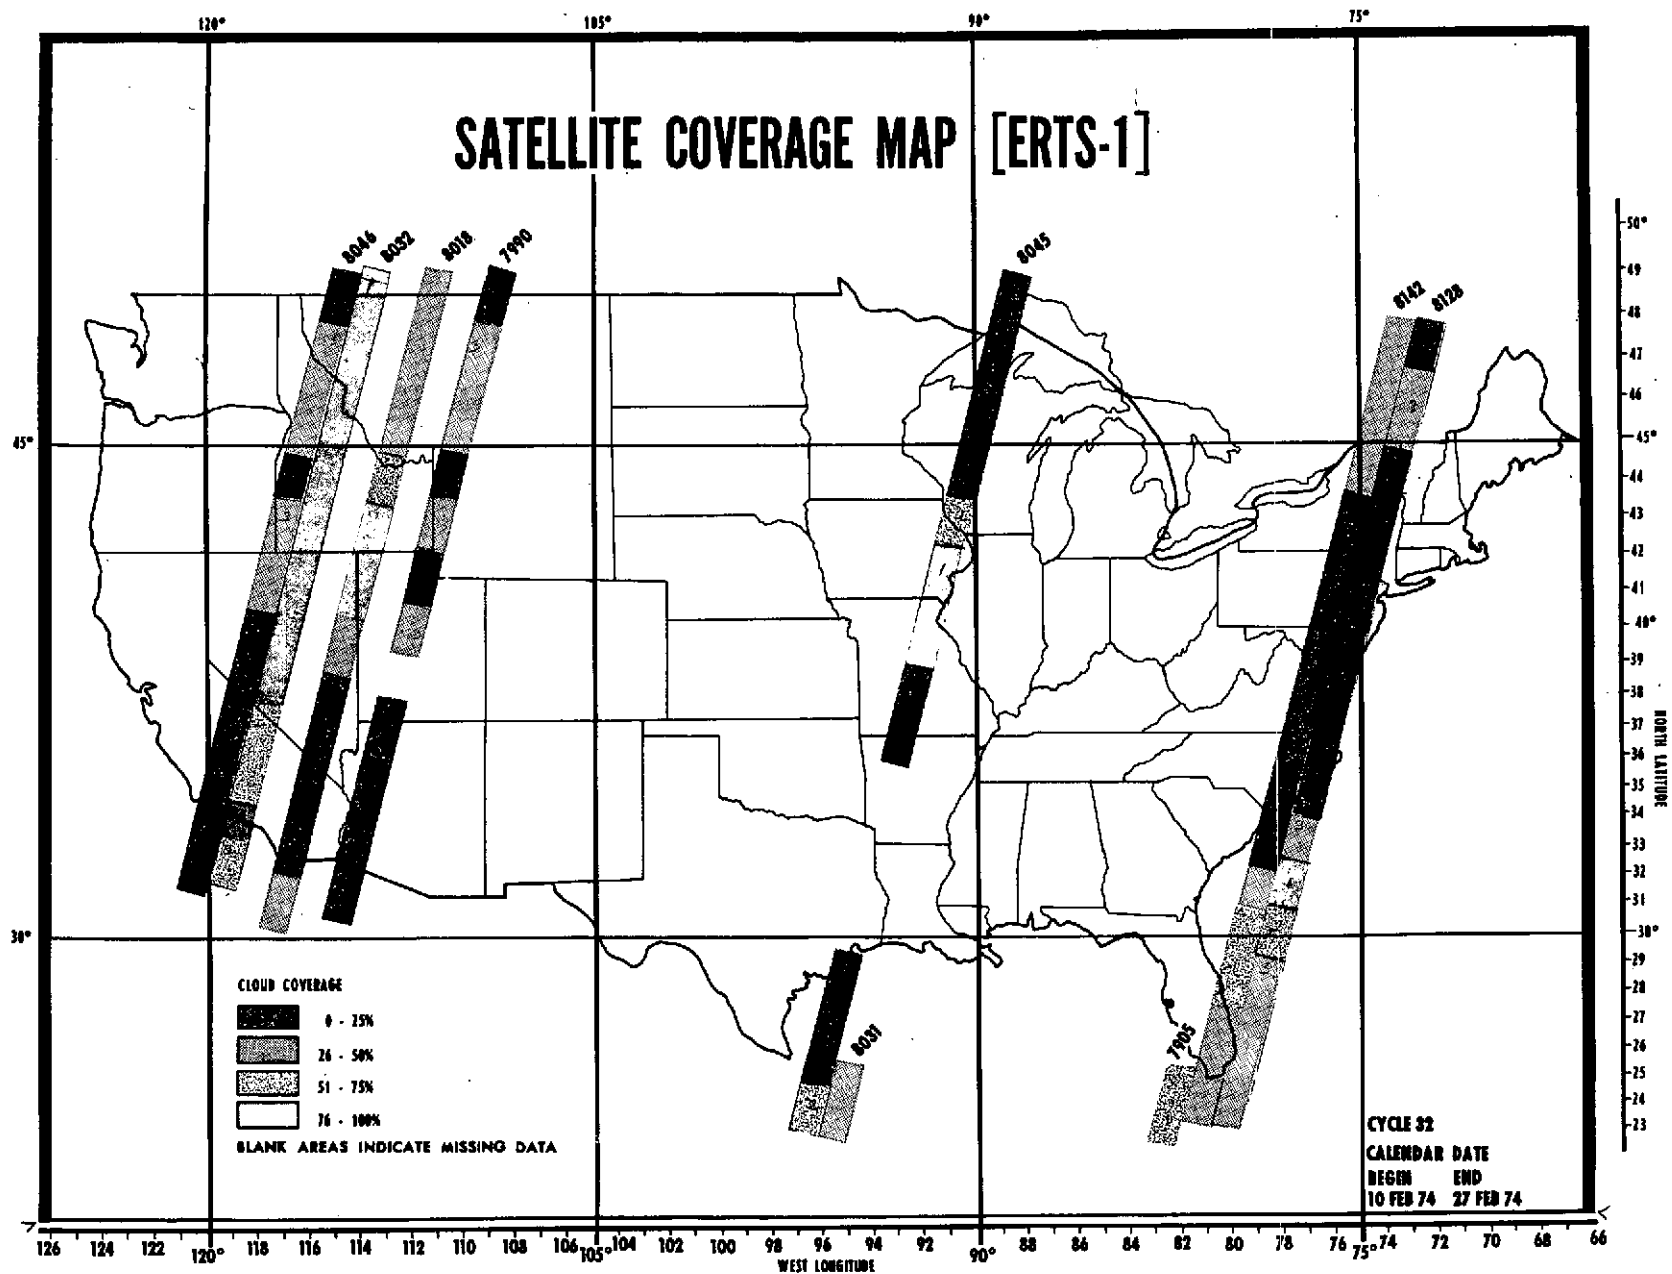 120° 105° 90° 75°
SATELLITE COVERAGE MAP [ERTS-1]
8046 8032 8018 7990 8045 8142 8128
50°
49
48
47
46
45° 45°
44
43
42
41
40°
39
38
37
36
35
34
33
32
31
30° 30°
29
28
27
26
25
24
23
NORTH LATITUDE
8031
7905
CLOUD COVERAGE
0 - 25%
26 - 50%
51 - 75%
76 - 100%
BLANK AREAS INDICATE MISSING DATA
CYCLE 32
CALENDAR DATE
BEGIN END
10 FEB 74 27 FEB 74
126 124 122 120° 118 116 114 112 110 108 106 105° 104 102 100 98 96 94 92 90° 88 86 84 82 80 78 76 75° 74 72 70 68 66
WEST LONGITUDE